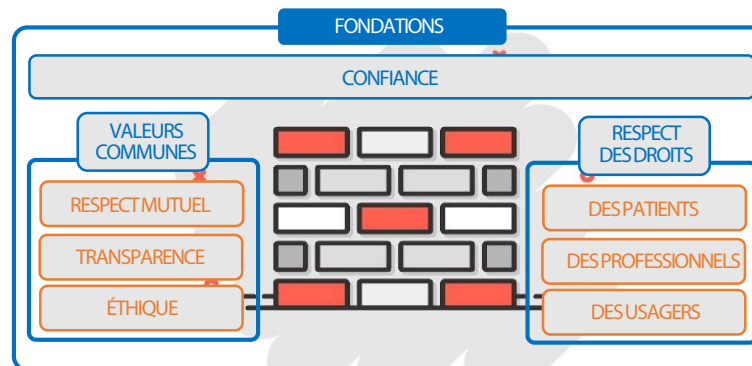 FONDATIONS
CONFIANCE
VALEURS
COMMUNES
RESPECT MUTUEL
TRANSPARENCE
ÉTHIQUE
RESPECT
DES DROITS
DES PATIENTS
DES PROFESSIONNELS
DES USAGERS